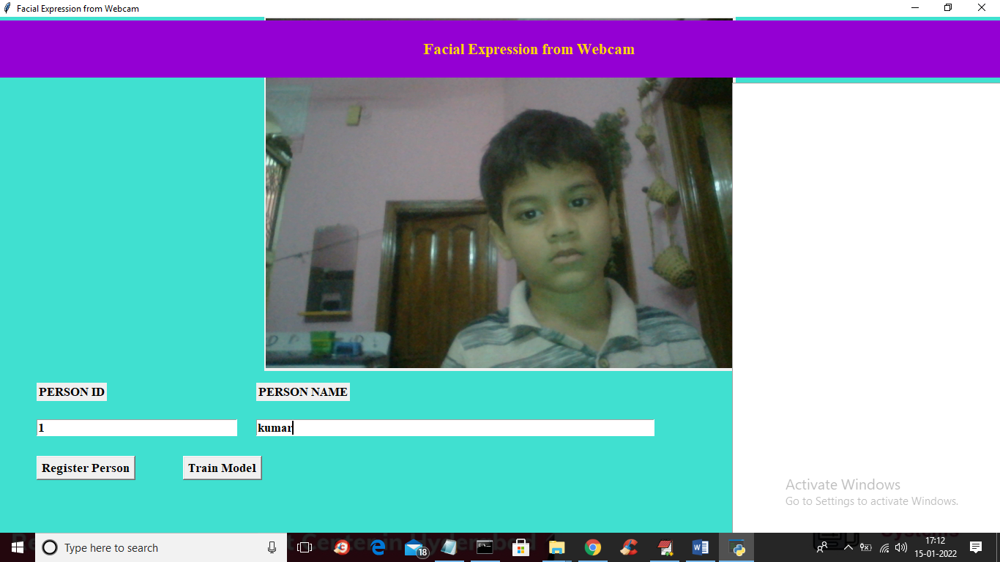 Facial Expression from Webcam
Facial Expression from Webcam
PERSON ID
PERSON NAME
1
kumar
Register Person
Train Model
Activate Windows
Go to Settings to activate Windows.
Type here to search
18
17:12
15-01-2022